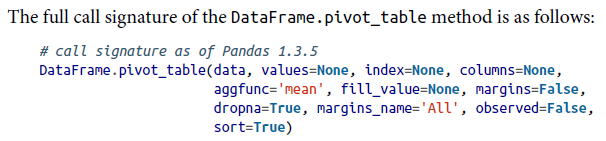 The full call signature of the DataFrame.pivot_table method is as follows:
# call signature as of Pandas 1.3.5
DataFrame.pivot_table(data, values=None, index=None, columns=None,
aggfunc='mean', fill_value=None, margins=False,
dropna=True, margins_name='All', observed=False,
sort=True)